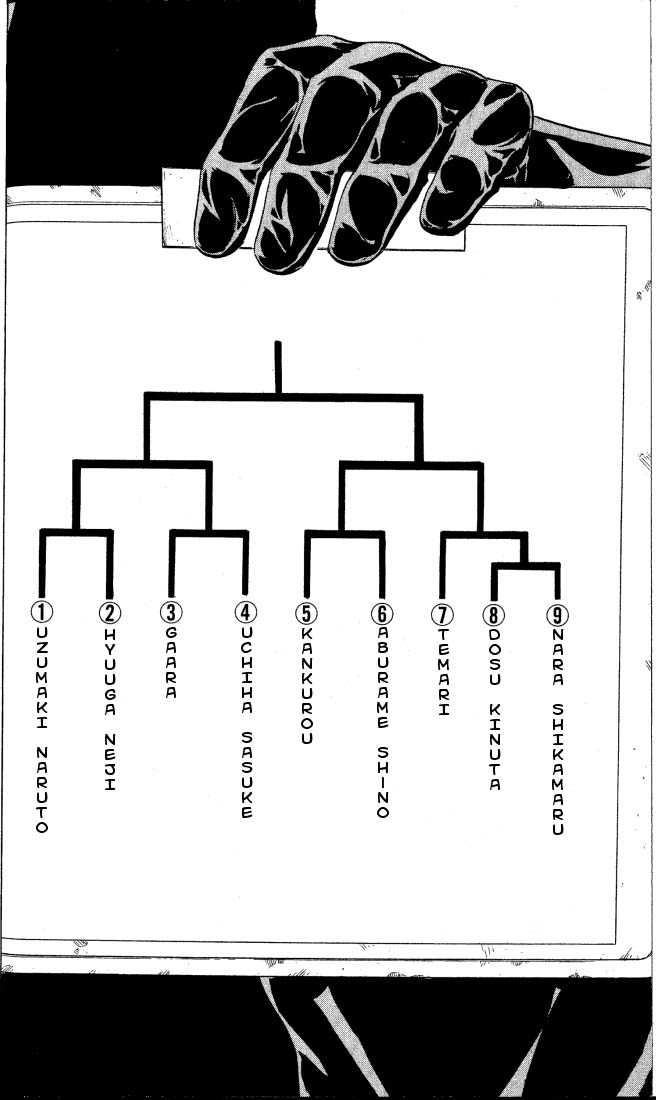 1 UZUMAKI NARUTO
2 HYUUGA NEJI
3 GAARA
4 UCHIHA SASUKE
5 KANKUROU
6 ABURAME SHINO
7 TEMARI
8 DOSU KINUTA
9 NARA SHIKAMARU